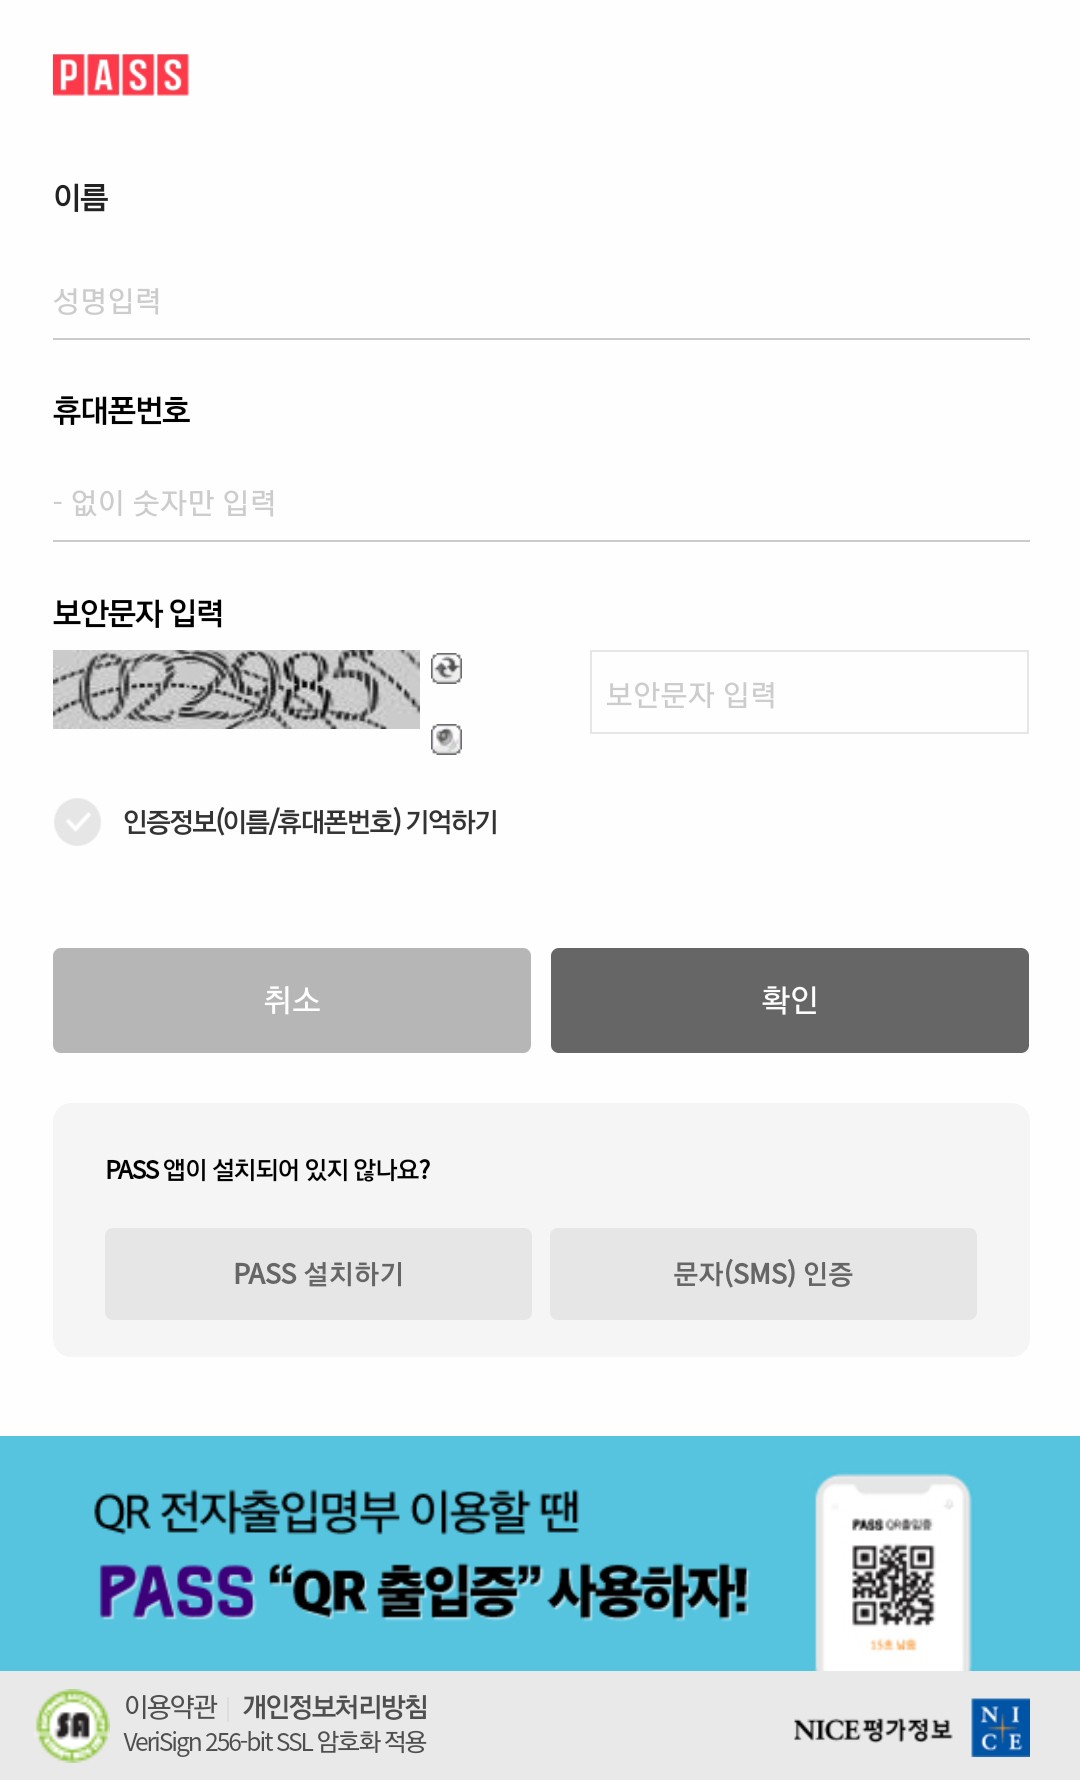 PASS
이름
성명입력
휴대폰번호
- 없이 숫자만 입력
보안문자 입력
022985
보안문자 입력
인증정보(이름/휴대폰번호) 기억하기
취소
확인
PASS 앱이 설치되어 있지 않나요?
PASS 설치하기
문자(SMS) 인증
QR 전자출입명부 이용할 땐
PASS “QR 출입증” 사용하자!
PASS QR출입증
15초 남음
SA
이용약관 | 개인정보처리방침
VeriSign 256-bit SSL 암호화 적용
NICE평가정보
NICE